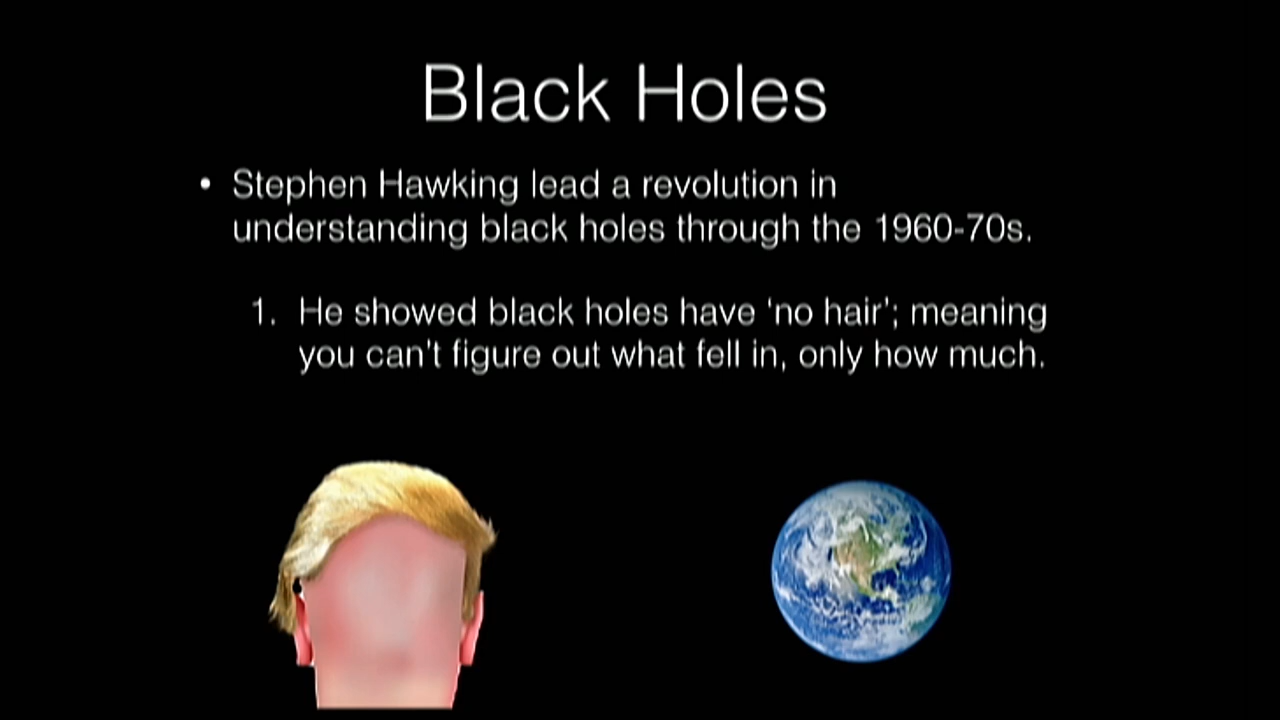 Black Holes
• Stephen Hawking lead a revolution in
understanding black holes through the 1960-70s.
1. He showed black holes have ‘no hair’; meaning
you can’t figure out what fell in, only how much.